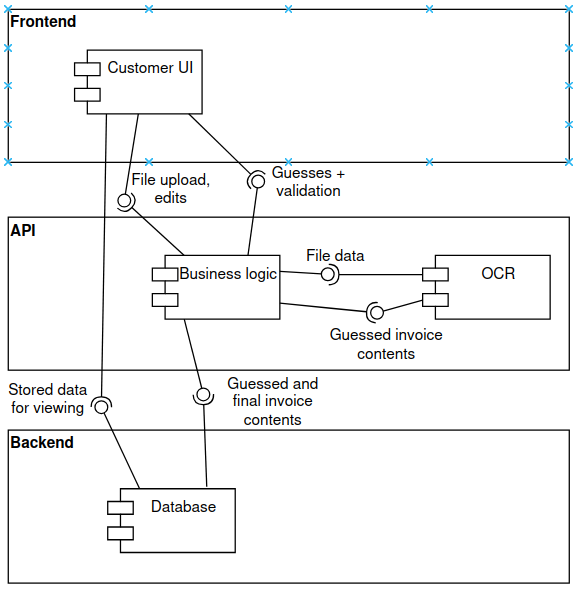 Frontend
Customer UI
File upload,
edits
Guesses +
validation
API
Business logic
File data
OCR
Guessed invoice
contents
Stored data
for viewing
Guessed and
final invoice
contents
Backend
Database